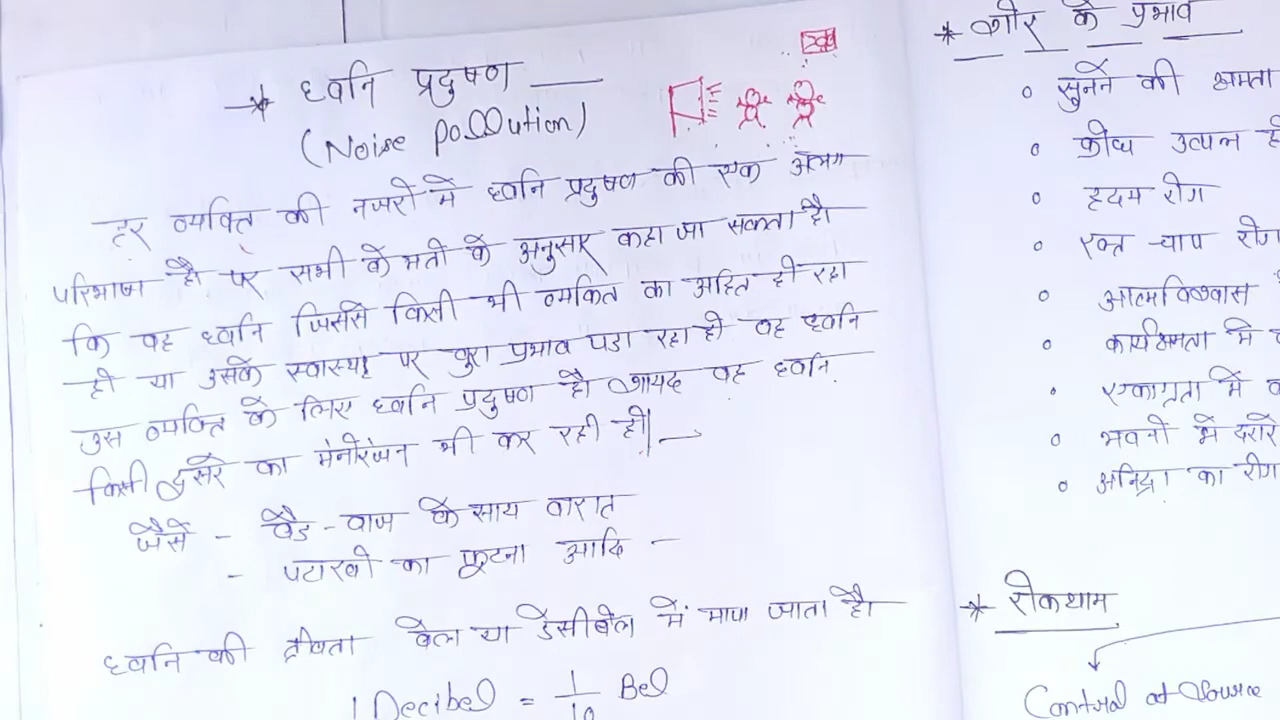 ध्वनि प्रदुषण
(Noise pollution)
हर व्यक्ति की नजरो में ध्वनि प्रदुषण की एक अलग
परिभाषा है। पर सभी के मतो के अनुसार कहा जा सकता है।
कि वह ध्वनि जिससे किसी भी व्यकित का अहित हो रहा
हो या उसके स्वास्थ्य पर वुरा प्रभाव पडा रहा हो वह ध्वनि
उस व्यक्ति के लिए ध्वनि प्रदुषण है। शायद वह ध्वनि
किसी दुसरे का मनोरंजन भी कर रही हो।
जैसे - वैड - वाज के साथ वारात
- पटाखो का फूटना आदि -
ध्वनि की तीव्रता वेल या डेसीबेल में मापा जाता है।
1 Decibel = 1/10 Bel
* शोर के प्रभाव
○ सुनने की क्षमता
○ क्रोध उत्पन्न
○ ह्रदय रोग
○ रक्त चाप रोग
○ आत्मविश्वास
○ कार्यक्षमता मे
○ एकाग्रता में
○ भवनो मे दरारे
○ अनिद्रा का रोग
* रोकथाम
Control at Source